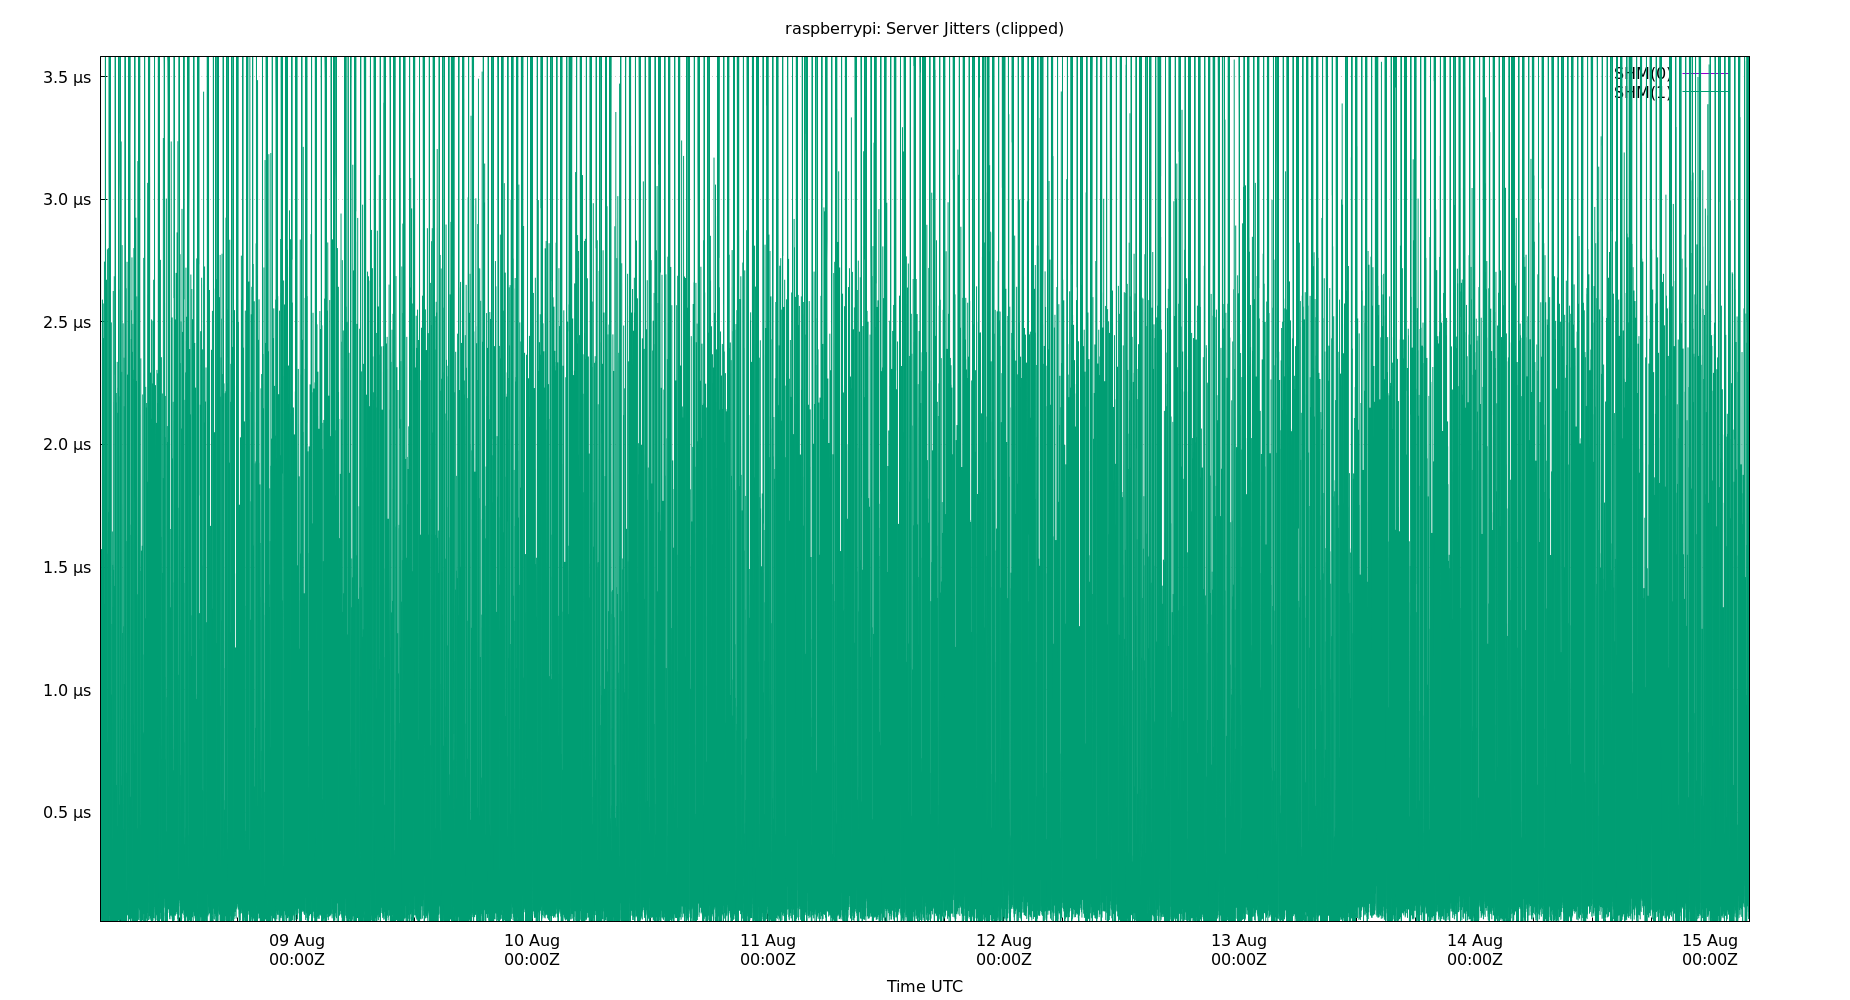 raspberrypi: Server Jitters (clipped)
SHM(0)
SHM(1)
3.5 µs
3.0 µs
2.5 µs
2.0 µs
1.5 µs
1.0 µs
0.5 µs
09 Aug 10 Aug 11 Aug 12 Aug 13 Aug 14 Aug 15 Aug
00:00Z 00:00Z 00:00Z 00:00Z 00:00Z 00:00Z 00:00Z
Time UTC